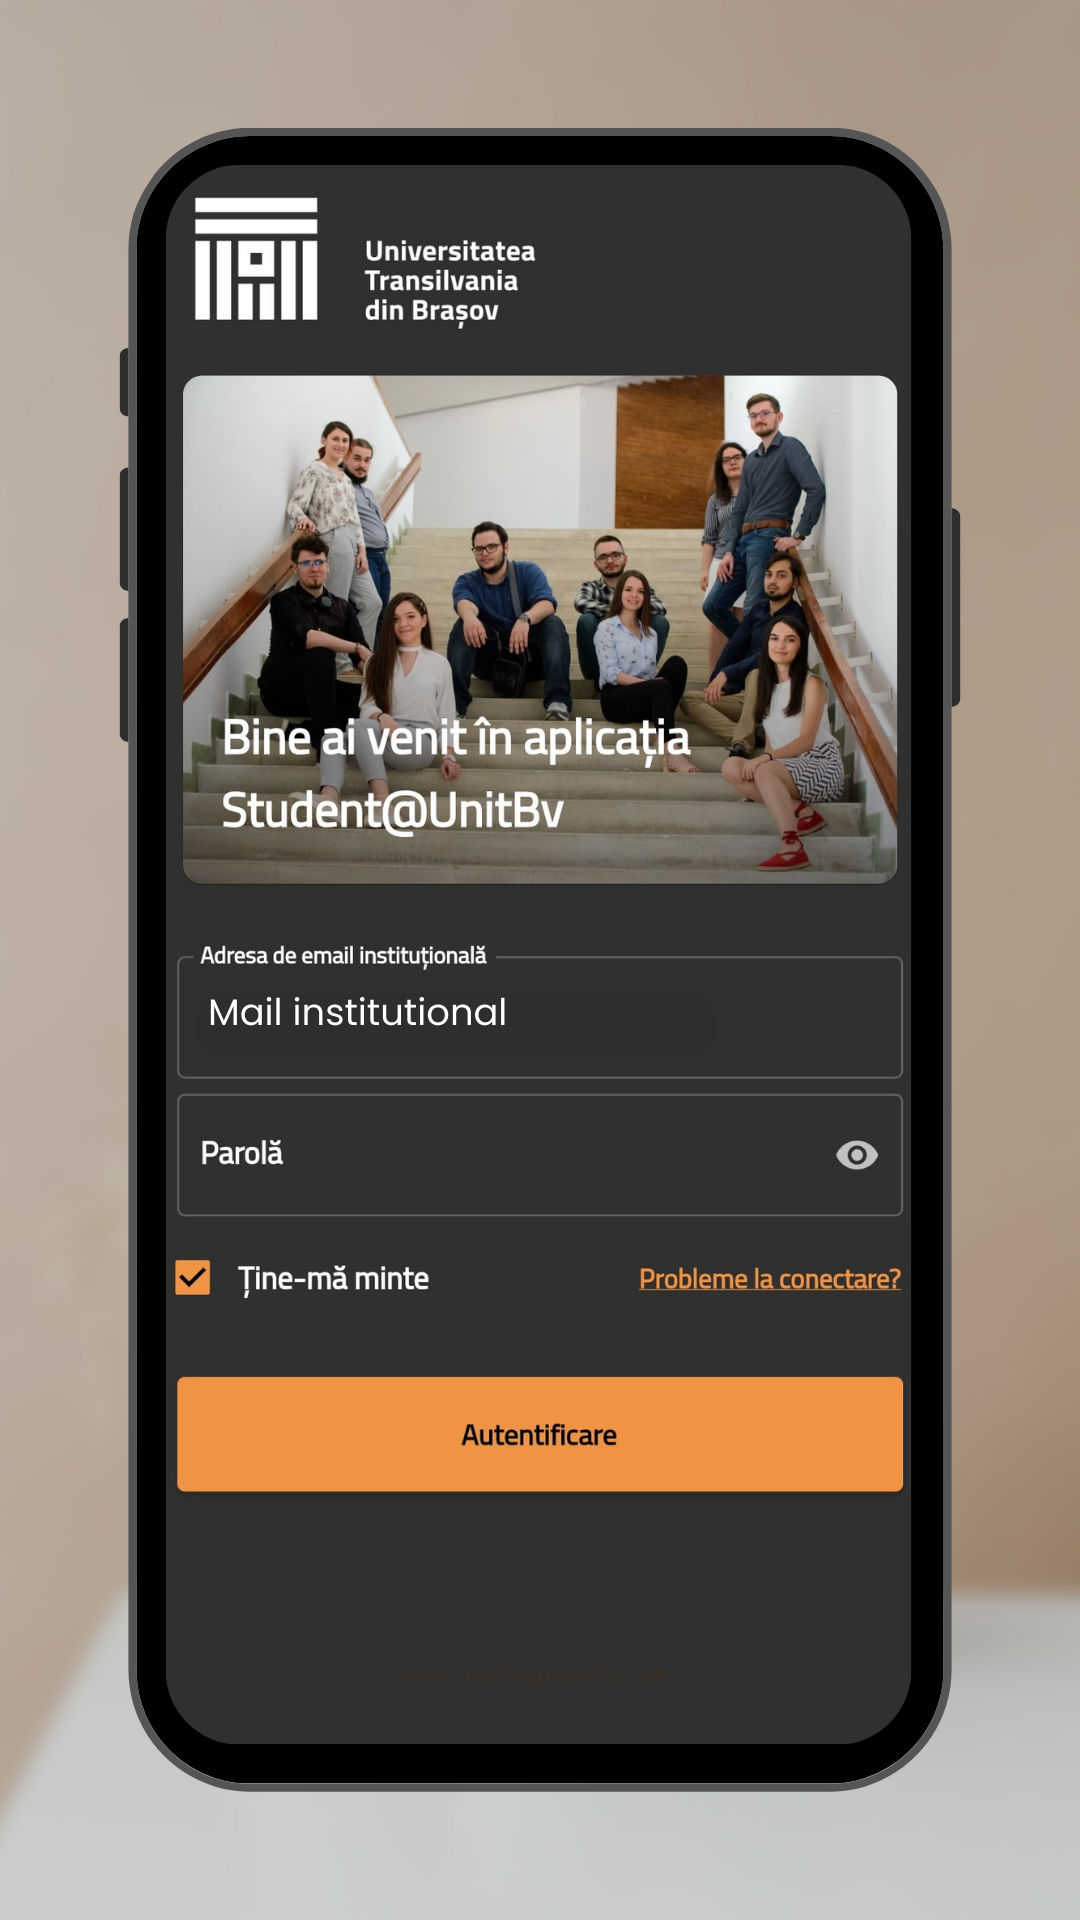 Universitatea
Transilvania
din Brașov
Bine ai venit în aplicația
Student@UnitBv
Adresa de email instituțională
Mail institutional
Parolă
Ține-mă minte
Probleme la conectare?
Autentificare